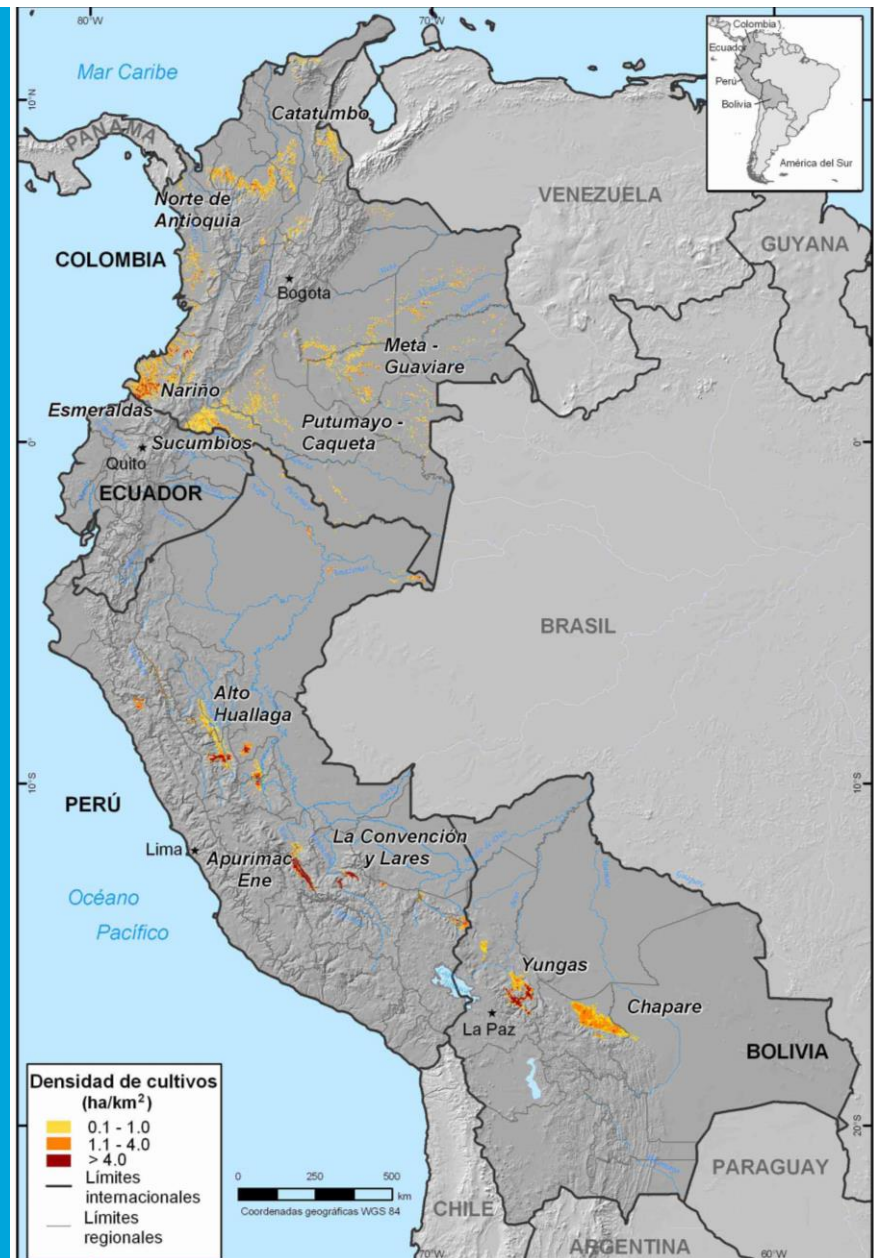 80°W
70°W
Colombia
Ecuador
Perú
Bolivia
América del Sur
Mar Caribe
10°N
PANAMA
Catatumbo
VENEZUELA
Norte de
Antioquia
GUYANA
COLOMBIA
Bogota
Meta -
Guaviare
Nariño
Esmeraldas
Putumayo -
Caqueta
Sucumbios
0°
Quito
ECUADOR
BRASIL
Alto
Huallaga
10°S
10°S
PERÚ
La Convención
y Lares
Lima
Apurimac
Ene
Océano
Pacífico
Yungas
Chapare
La Paz
BOLIVIA
Densidad de cultivos
(ha/km²)
0.1 - 1.0
1.1 - 4.0
> 4.0
Límites
internacionales
Límites
regionales
0 250 500
km
Coordenadas geográficas WGS 84
20°S
PARAGUAY
CHILE
ARGENTINA
70°W
60°W